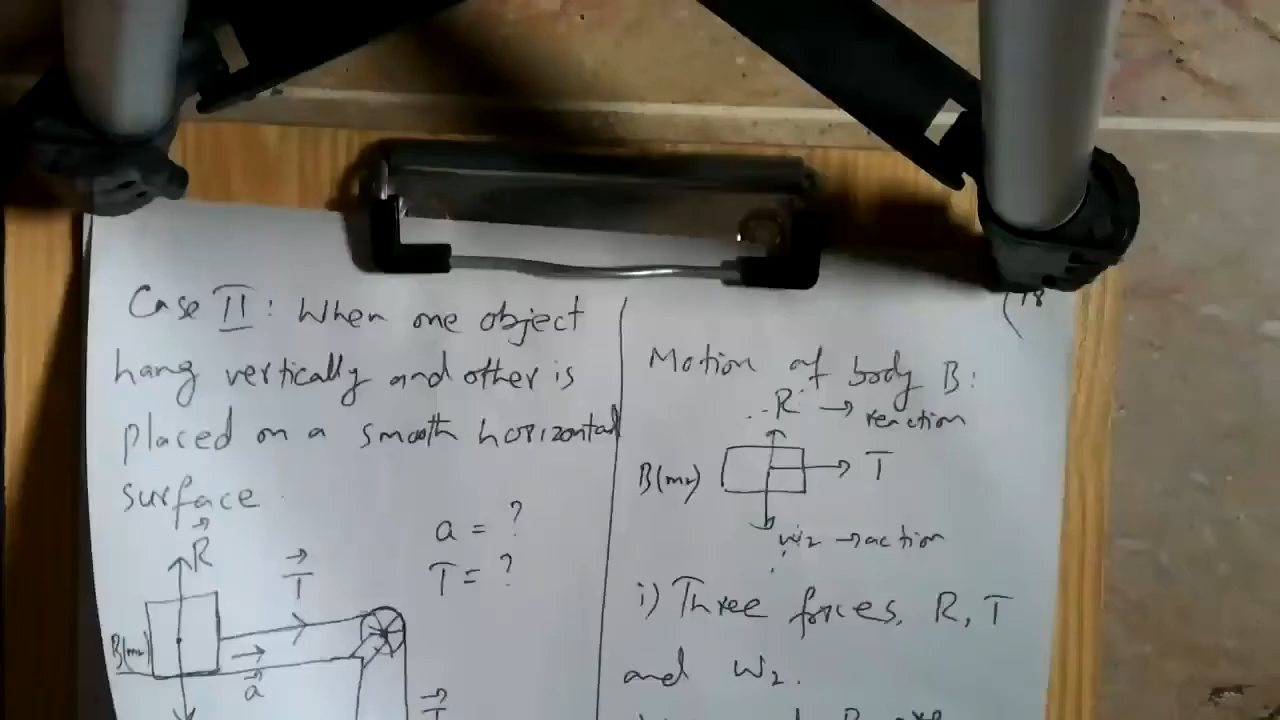 Case II: When one object
hang vertically and other is
placed on a smooth horizontal
surface
a = ?
T = ?
R
T
B(m2)
a
T
(18
Motion of body B:
R → reaction
B(m2)
T
w2 → action
i) Three forces, R, T
and w2.